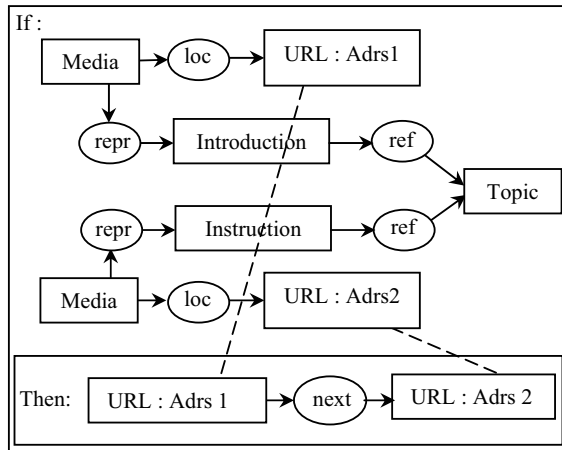 If :
Media loc URL : Adrs1
repr Introduction ref
Topic
repr Instruction ref
Media loc URL : Adrs2
Then: URL : Adrs 1 next URL : Adrs 2